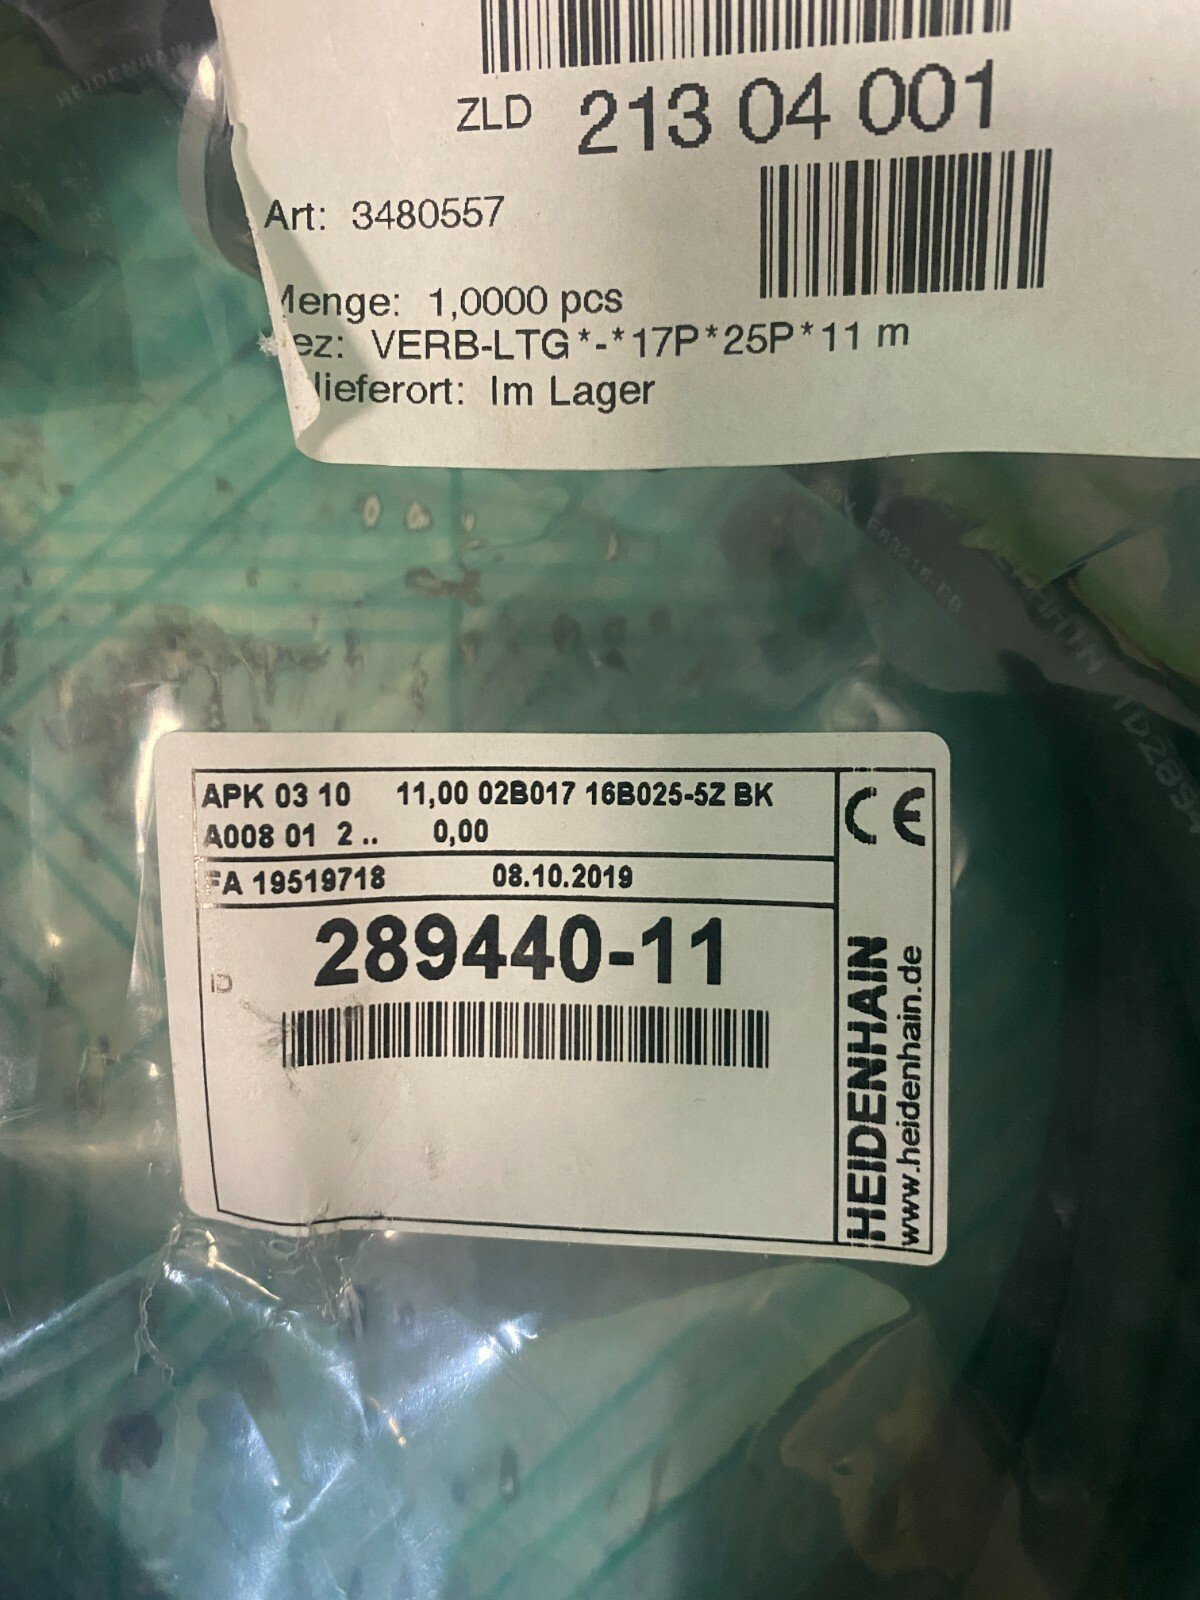 ZLD 213 04 001
Art: 3480557
Menge: 1,0000 pcs
ez: VERB-LTG*-*17P*25P*11 m
lieferort: Im Lager
HEIDENHAIN
APK 03 10 11,00 02B017 16B025-5Z BK
A008 01 2 .. 0,00
FA 19519718 08.10.2019
ID 289440-11
CE
HEIDENHAIN
www.heidenhain.de